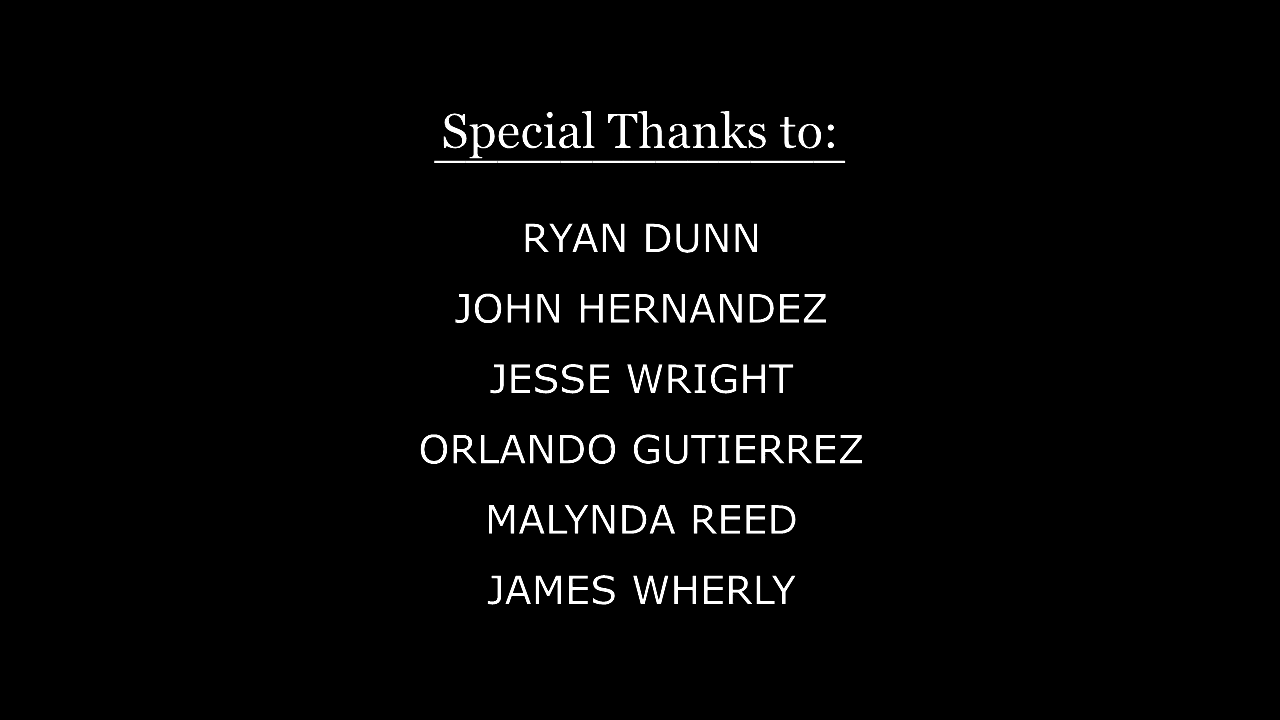 Special Thanks to:
RYAN DUNN
JOHN HERNANDEZ
JESSE WRIGHT
ORLANDO GUTIERREZ
MALYNDA REED
JAMES WHERLY